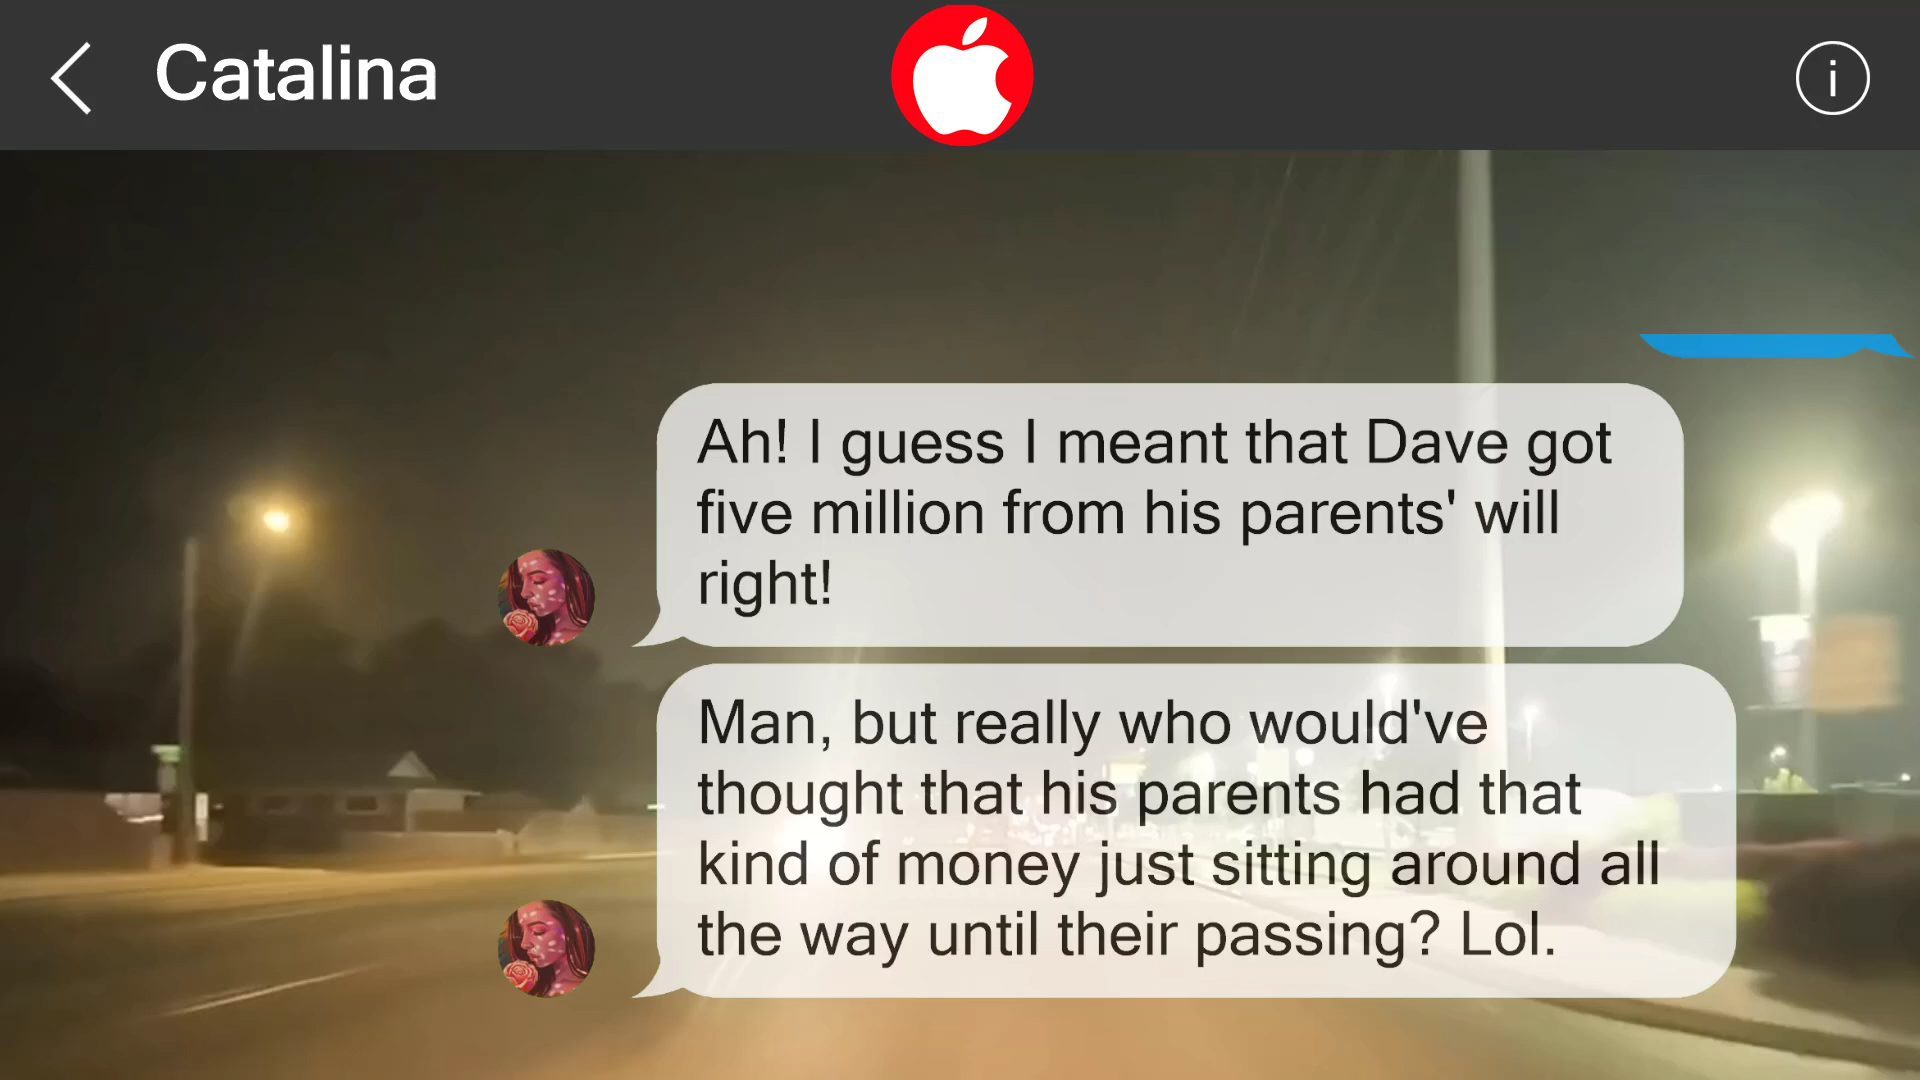 Catalina
i
Ah! I guess I meant that Dave got
five million from his parents' will
right!
Man, but really who would've
thought that his parents had that
kind of money just sitting around all
the way until their passing? Lol.